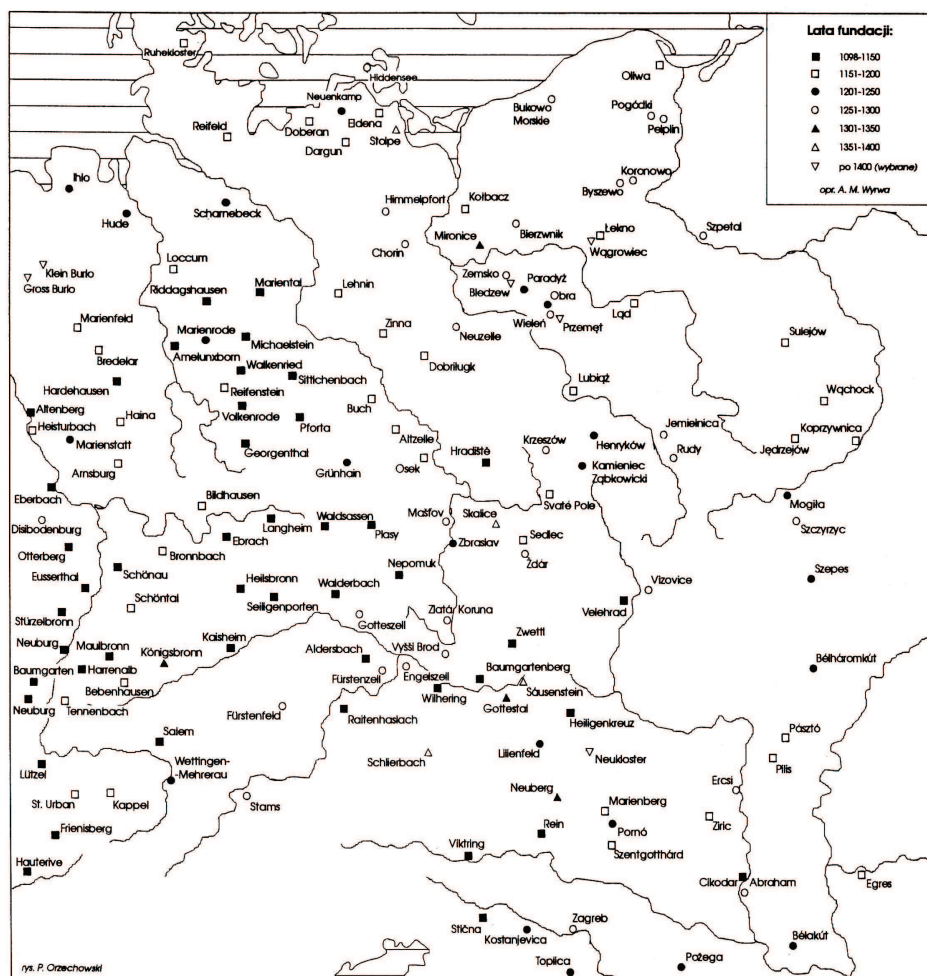 Lata fundacji:
1098-1150
1151-1200
1201-1250
1251-1300
1301-1350
1351-1400
po 1400 (wybrane)
opr. A. M. Wyrwa
Ruhekloster
Hiddensee
Oliwa
Neuenkamp
Eldena
Bukowo
Morskie
Pogódki
Pelplin
Reifeld
Doberan
Dargun
Stolpe
Ihlo
Hude
Scharnebeck
Himmelpfort
Kołbacz
Byszewo
Koronowo
Bierzwnik
Łekno
Szpetal
Mironice
Wągrowiec
Chorin
Klein Burlo
Gross Burlo
Loccum
Riddagshausen
Mariental
Lehnin
Zemsko
Bledzew
Paradyż
Obra
Wieleń
Przemęt
Ląd
Marienfeld
Marienrode
Amelunxborn
Michaelstein
Zinna
Neuzelle
Sulejów
Bredelar
Walkenried
Sittichenbach
Dobriługk
Hardehausen
Reifenstein
Buch
Lubiąż
Wąchock
Altenberg
Heisturbach
Haina
Volkenrode
Pforta
Marienstatt
Georgenthal
Altzelle
Krzeszów
Henryków
Jemielnica
Koprzywnica
Jędrzejów
Arnsburg
Grünhain
Osek
Hradiště
Kamieniec
Ząbkowicki
Rudy
Eberbach
Bildhausen
Svaté Pole
Mogiła
Disibodenburg
Langheim
Waldsassen
Plasy
Mašťov
Skalice
Szczyrzyc
Otterberg
Bronnbach
Ebrach
Zbraslav
Sedlec
Żdár
Eusserthal
Schönau
Heilsbronn
Walderbach
Nepomuk
Vizovice
Szepes
Schöntal
Seiligenporten
Stürzelbronn
Gotteszell
Zlatár Koruna
Velehrad
Neuburg
Maulbronn
Königsbronn
Kaisheim
Aldersbach
Vyšší Brod
Zwettl
Baumgarten
Harrenalb
Bebenhausen
Fürstenzell
Engelszell
Baumgartenberg
Bélháromkút
Wilhering
Säusenstein
Neuburg
Tennenbach
Fürstenfeld
Raitenhaslach
Gottestal
Heiligenkreuz
Salem
Schlierbach
Lilienfeld
Neukloster
Pásztó
Pilis
Lützel
Wettingen-
-Mehrerau
St. Urban
Kappel
Stams
Neuberg
Marienberg
Ercsi
Frienisberg
Rein
Pornó
Ziric
Hauterive
Viktring
Szentgotthárd
Cikodar
Abraham
Egres
Stična
Kostanjevica
Zagreb
Bélakút
Toplica
Požega
rys. P. Orzechowski